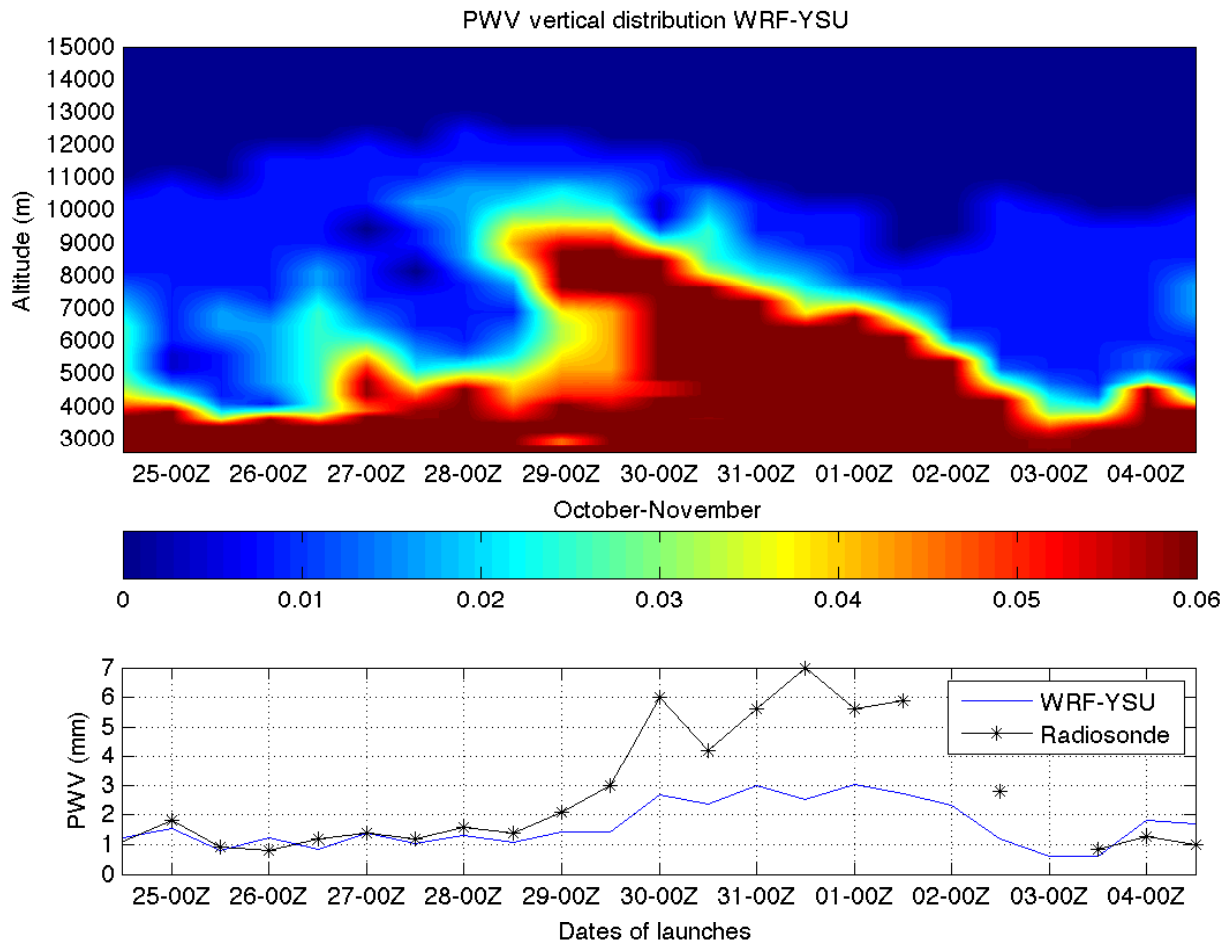 PWV vertical distribution WRF-YSU
15000
14000
13000
12000
11000
10000
9000
8000
7000
6000
5000
4000
3000
Altitude (m)
25-00Z 26-00Z 27-00Z 28-00Z 29-00Z 30-00Z 31-00Z 01-00Z 02-00Z 03-00Z 04-00Z
October-November
0 0.01 0.02 0.03 0.04 0.05 0.06
7
6
5
4
3
2
1
0
PWV (mm)
WRF-YSU
Radiosonde
25-00Z 26-00Z 27-00Z 28-00Z 29-00Z 30-00Z 31-00Z 01-00Z 02-00Z 03-00Z 04-00Z
Dates of launches